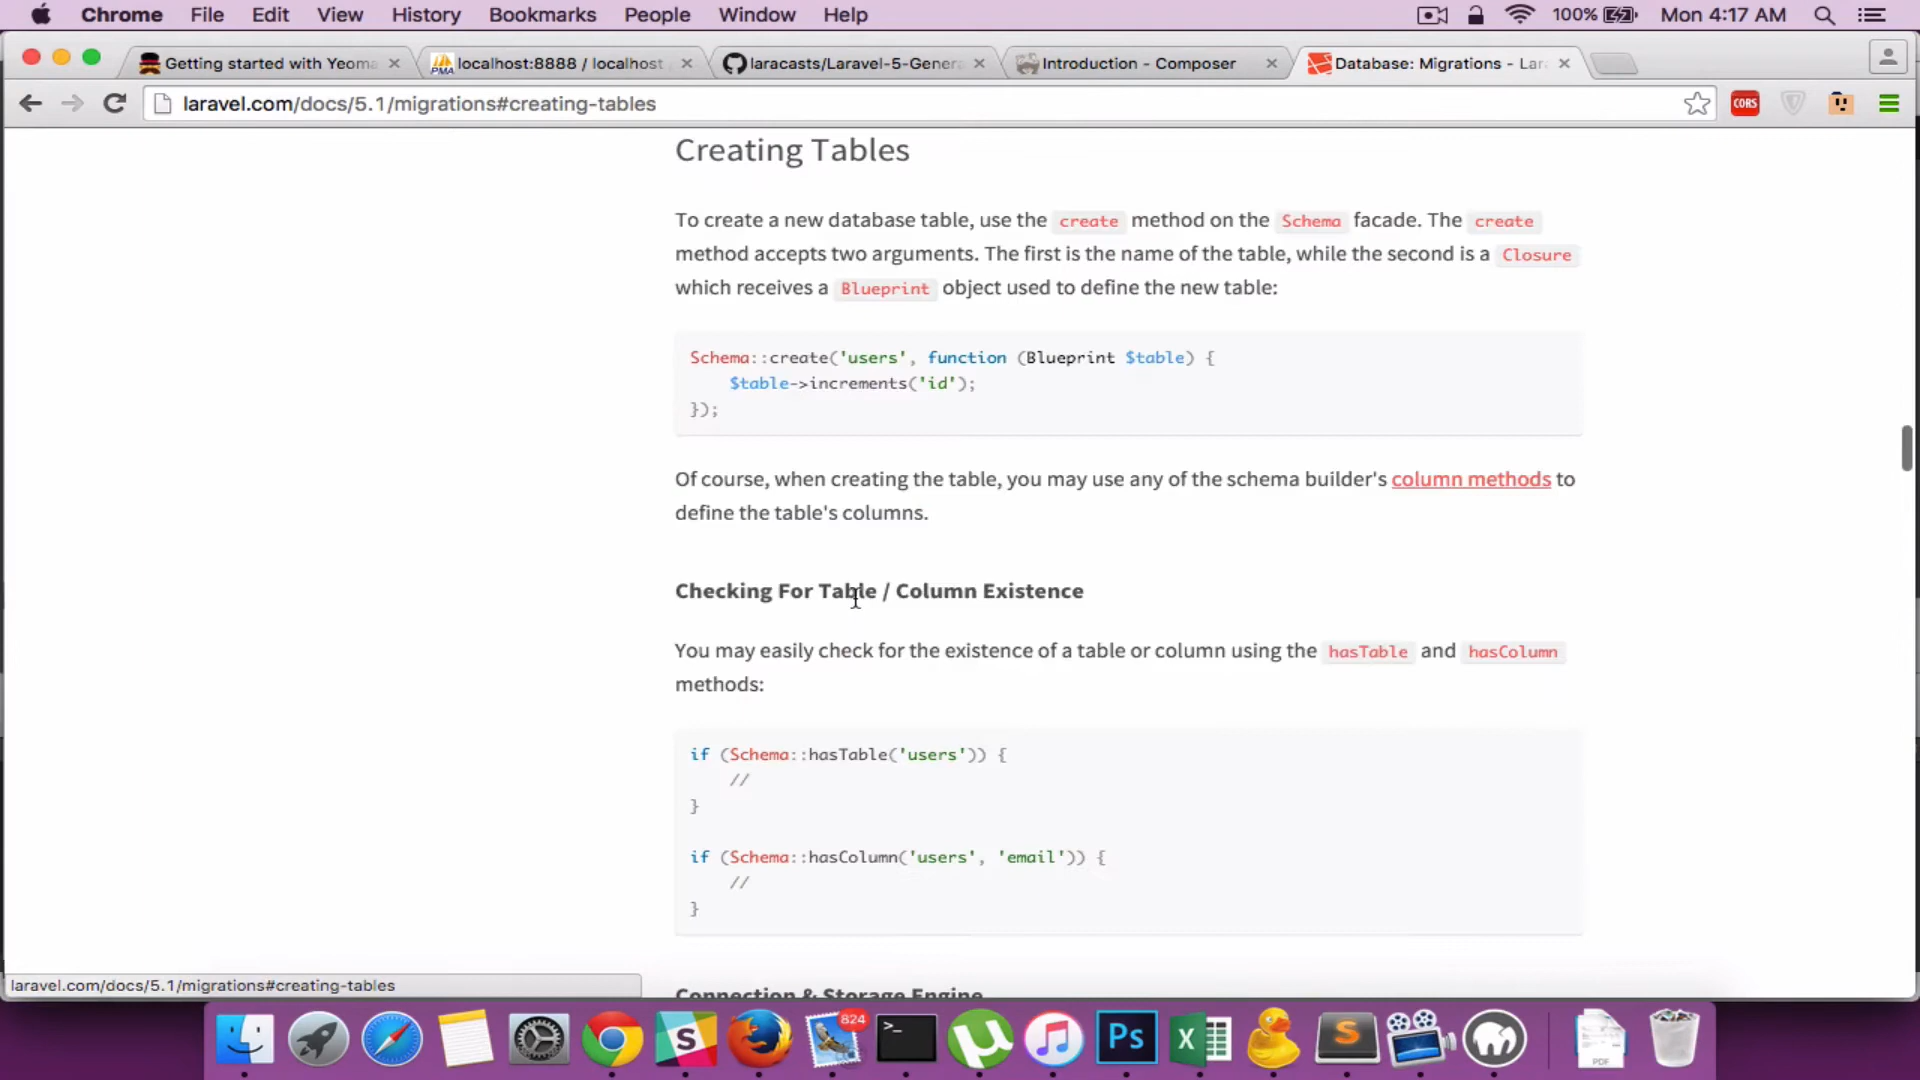 Chrome File Edit View History Bookmarks People Window Help 100% Mon 4:17 AM
Getting started with Yeoma localhost:8888 / localhost laracasts/Laravel-5-Genera Introduction - Composer Database: Migrations - Lar
laravel.com/docs/5.1/migrations#creating-tables CORS
Creating Tables
To create a new database table, use the create method on the Schema facade. The create
method accepts two arguments. The first is the name of the table, while the second is a Closure
which receives a Blueprint object used to define the new table:
Schema::create('users', function (Blueprint $table) {
$table->increments('id');
});
Of course, when creating the table, you may use any of the schema builder's column methods to
define the table's columns.
Checking For Table / Column Existence
You may easily check for the existence of a table or column using the hasTable and hasColumn
methods:
if (Schema::hasTable('users')) {
//
}
if (Schema::hasColumn('users', 'email')) {
//
}
Connection & Storage Engine
laravel.com/docs/5.1/migrations#creating-tables
824
>_
Ps
PDF